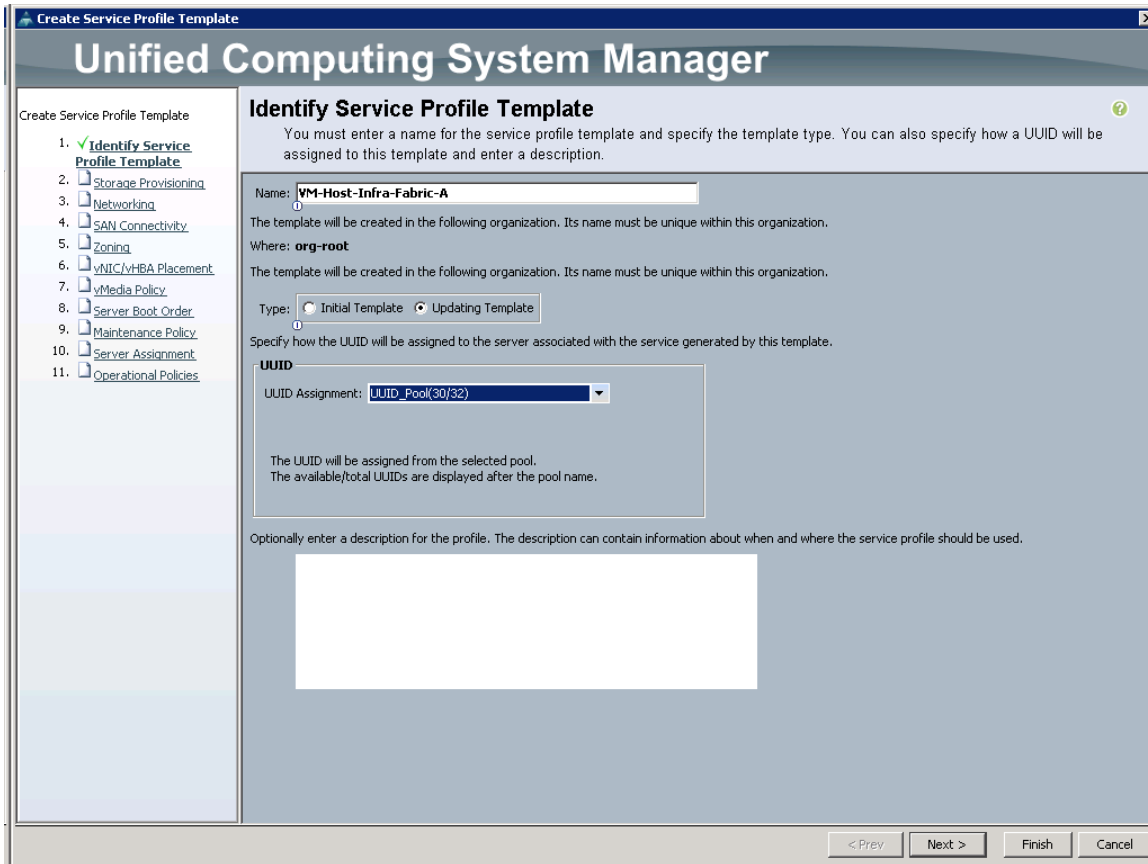 Create Service Profile Template
Unified Computing System Manager
Create Service Profile Template
1. Identify Service
Profile Template
2. Storage Provisioning
3. Networking
4. SAN Connectivity
5. Zoning
6. vNIC/vHBA Placement
7. vMedia Policy
8. Server Boot Order
9. Maintenance Policy
10. Server Assignment
11. Operational Policies
Identify Service Profile Template
You must enter a name for the service profile template and specify the template type. You can also specify how a UUID will be
assigned to this template and enter a description.
Name: VM-Host-Infra-Fabric-A
The template will be created in the following organization. Its name must be unique within this organization.
Where: org-root
The template will be created in the following organization. Its name must be unique within this organization.
Type: Initial Template Updating Template
Specify how the UUID will be assigned to the server associated with the service generated by this template.
UUID
UUID Assignment: UUID_Pool(30/32)
The UUID will be assigned from the selected pool.
The available/total UUIDs are displayed after the pool name.
Optionally enter a description for the profile. The description can contain information about when and where the service profile should be used.
< Prev Next > Finish Cancel